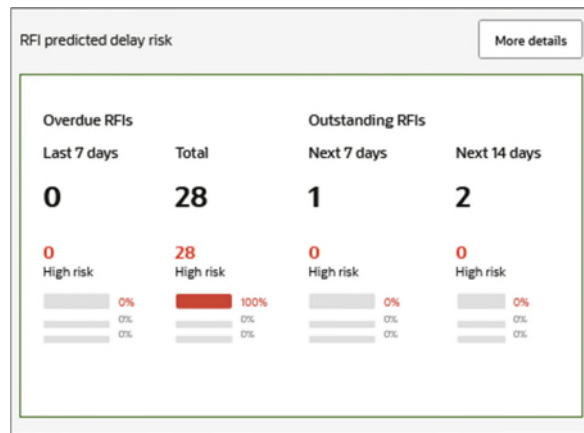 RFI predicted delay risk
More details
Overdue RFIs
Outstanding RFIs
Last 7 days
Total
Next 7 days
Next 14 days
0
28
1
2
0
28
0
0
High risk
High risk
High risk
High risk
0%
100%
0%
0%
0%
0%
0%
0%
0%
0%
0%
0%